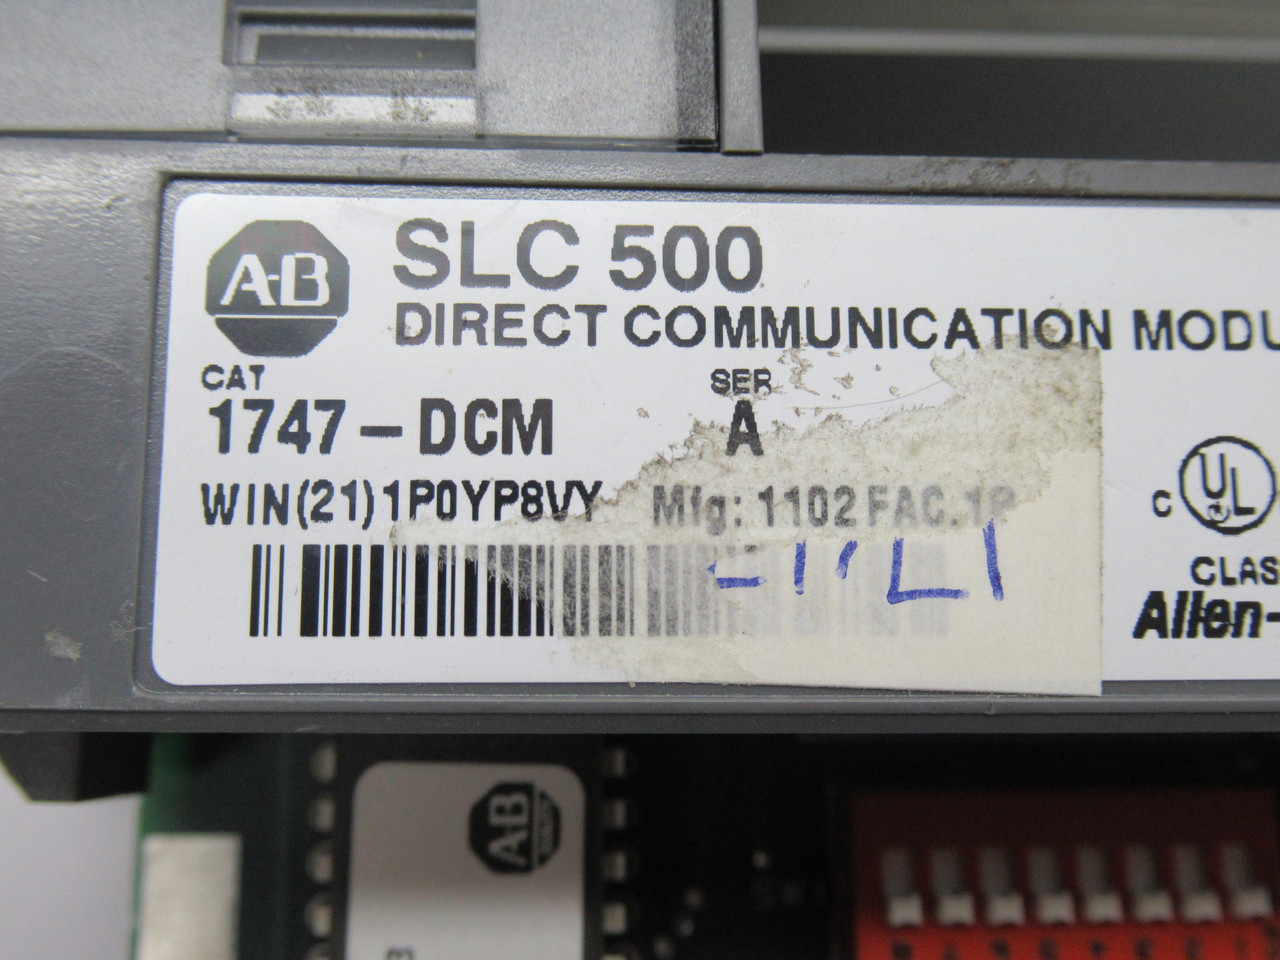 A-B
SLC 500
DIRECT COMMUNICATION MODU
CAT SER
1747-DCM A
WIN(21)1P0YP8VY Mfg: 1102 FAC. 1P
C UL
CLAS
Allen-
A-B
3